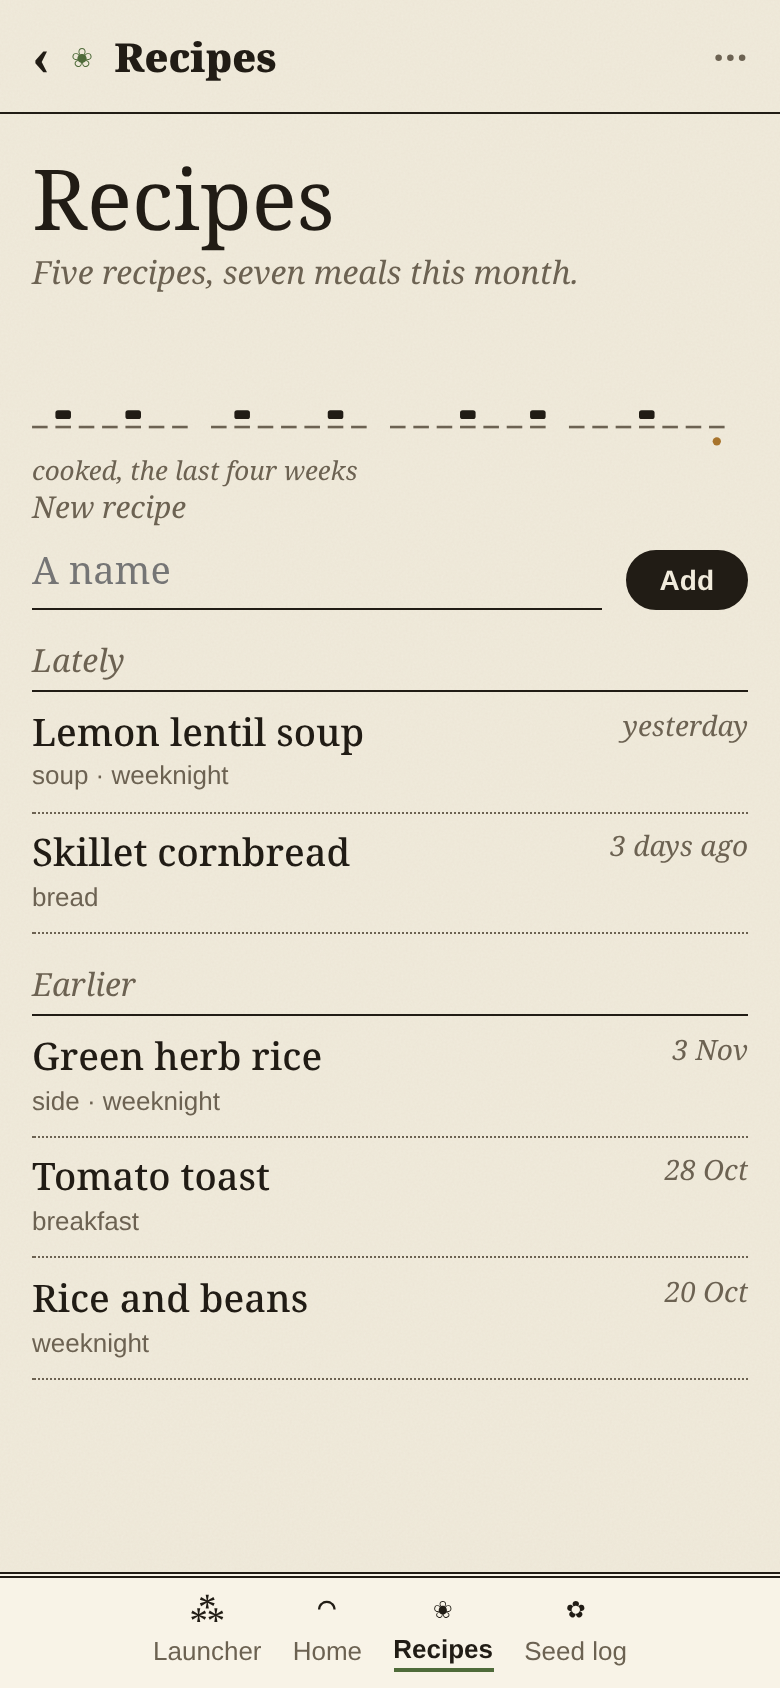 ‹ ❀ Recipes •••
Recipes
Five recipes, seven meals this month.
cooked, the last four weeks
New recipe
A name
Add
Lately
Lemon lentil soup
yesterday
soup · weeknight
Skillet cornbread
3 days ago
bread
Earlier
Green herb rice
3 Nov
side · weeknight
Tomato toast
28 Oct
breakfast
Rice and beans
20 Oct
weeknight
Launcher Home Recipes Seed log